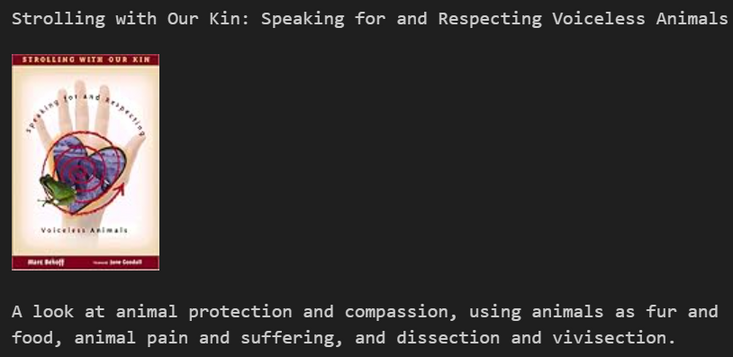 Strolling with Our Kin: Speaking for and Respecting Voiceless Animals
STROLLING WITH OUR KIN
Speaking for and Respecting
Voiceless Animals
Marc Bekoff Foreword Jane Goodall
A look at animal protection and compassion, using animals as fur and
food, animal pain and suffering, and dissection and vivisection.